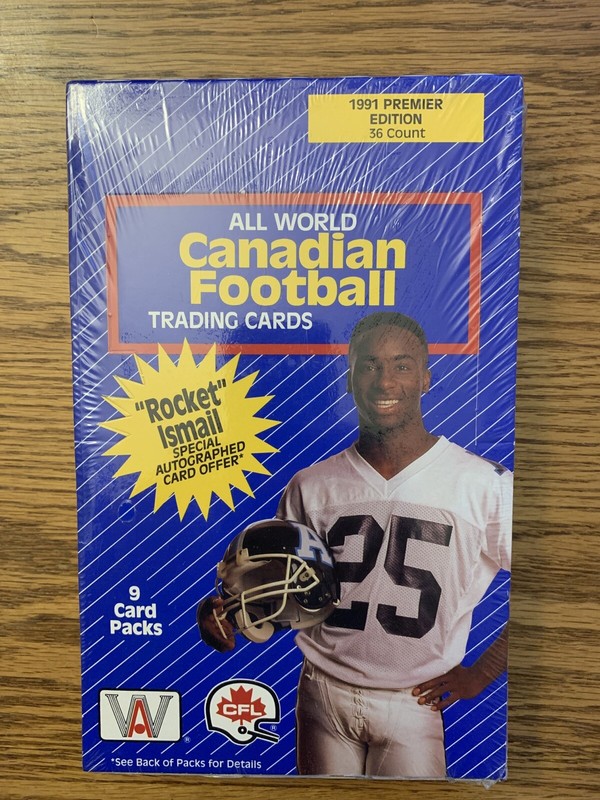 1991 PREMIER
EDITION
36 Count
ALL WORLD
Canadian
Football
TRADING CARDS
"Rocket"
Ismail
SPECIAL
AUTOGRAPHED
CARD OFFER*
25
A
9
Card
Packs
WA
®
CFL
®
*See Back of Packs for Details